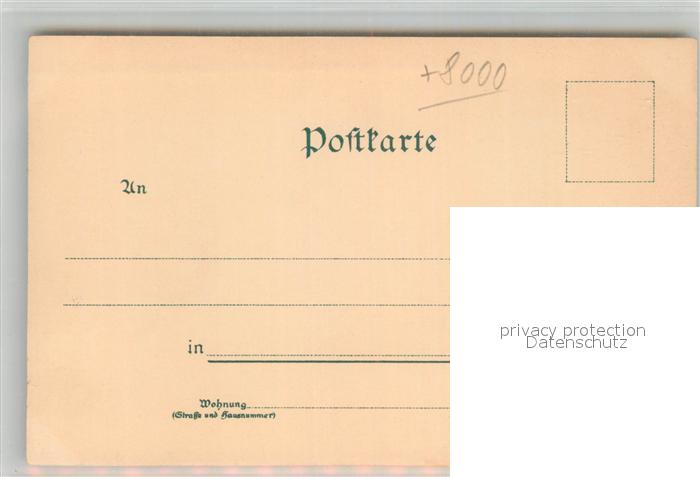 +8000
Postkarte
An
privacy protection
Datenschutz
in
Wohnung
(Straße und Hausnummer)